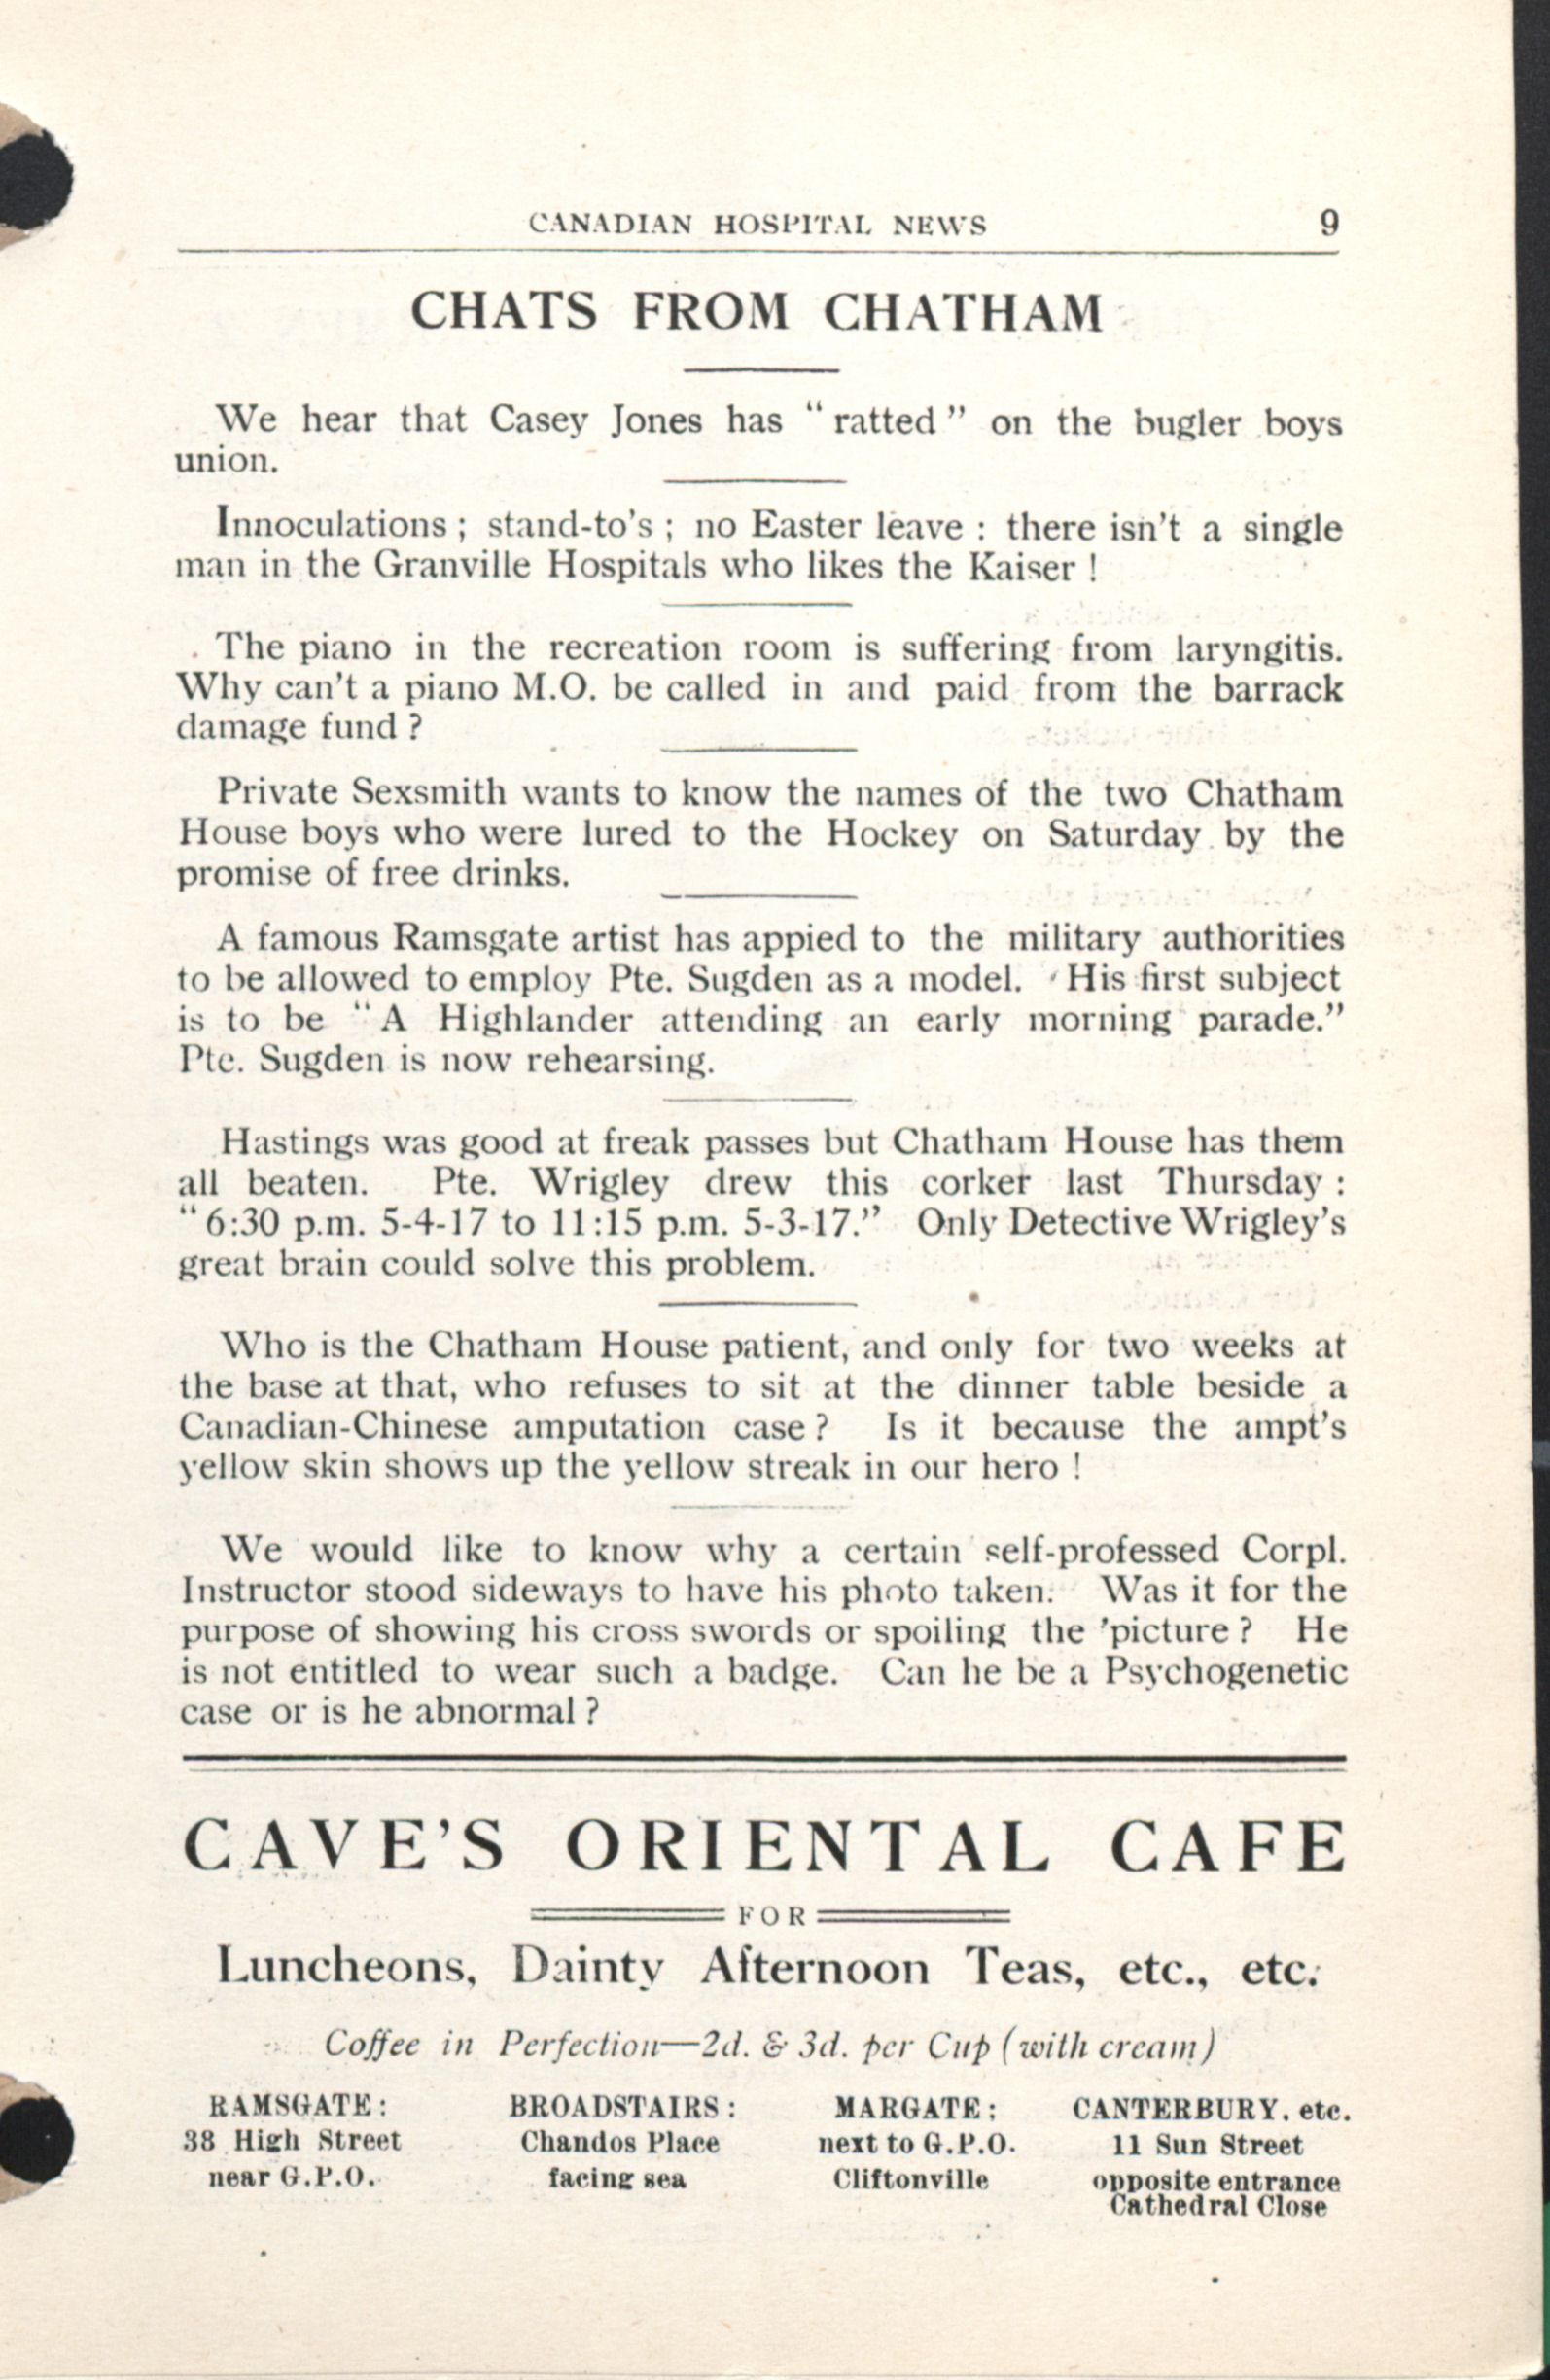 CANADIAN HOSPITAL NEWS 9
CHATS FROM CHATHAM
We hear that Casey Jones has "ratted" on the bugler boys
union.
Innoculations ; stand-to's ; no Easter leave : there isn't a single
man in the Granville Hospitals who likes the Kaiser !
The piano in the recreation room is suffering from laryngitis.
Why can't a piano M.O. be called in and paid from the barrack
damage fund ?
Private Sexsmith wants to know the names of the two Chatham
House boys who were lured to the Hockey on Saturday by the
promise of free drinks.
A famous Ramsgate artist has appied to the military authorities
to be allowed to employ Pte. Sugden as a model. His first subject
is to be "A Highlander attending an early morning parade."
Pte. Sugden is now rehearsing.
Hastings was good at freak passes but Chatham House has them
all beaten. Pte. Wrigley drew this corker last Thursday :
"6:30 p.m. 5-4-17 to 11:15 p.m. 5-3-17." Only Detective Wrigley's
great brain could solve this problem.
Who is the Chatham House patient, and only for two weeks at
the base at that, who refuses to sit at the dinner table beside a
Canadian-Chinese amputation case ? Is it because the ampt's
yellow skin shows up the yellow streak in our hero !
We would like to know why a certain self-professed Corpl.
Instructor stood sideways to have his photo taken. Was it for the
purpose of showing his cross swords or spoiling the 'picture ? He
is not entitled to wear such a badge. Can he be a Psychogenetic
case or is he abnormal ?
CAVE'S ORIENTAL CAFE
FOR
Luncheons, Dainty Afternoon Teas, etc., etc.
Coffee in Perfection—2d. & 3d. per Cup (with cream)
RAMSGATE : BROADSTAIRS : MARGATE : CANTERBURY. etc.
38 High Street Chandos Place next to G.P.O. 11 Sun Street
near G.P.O. facing sea Cliftonville opposite entrance
Cathedral Close